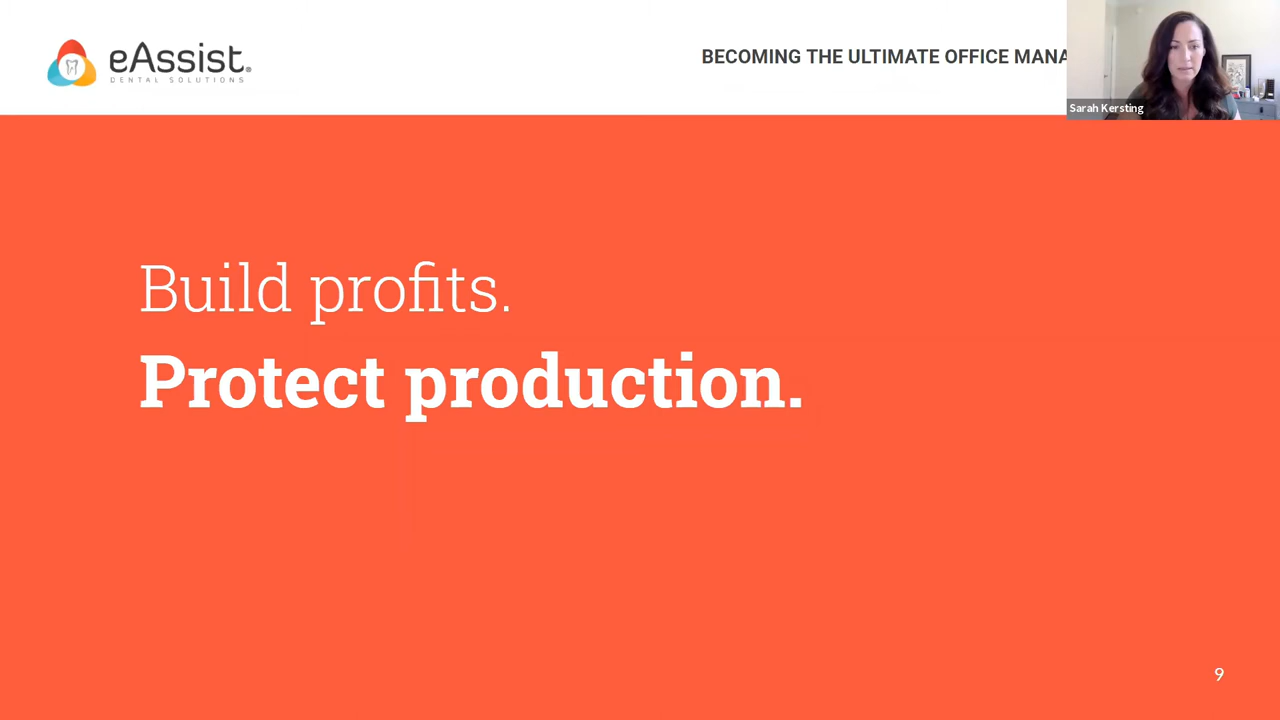 eAssist®
DENTAL SOLUTIONS
BECOMING THE ULTIMATE OFFICE MANA
Sarah Kersting
Build profits.
Protect production.
9